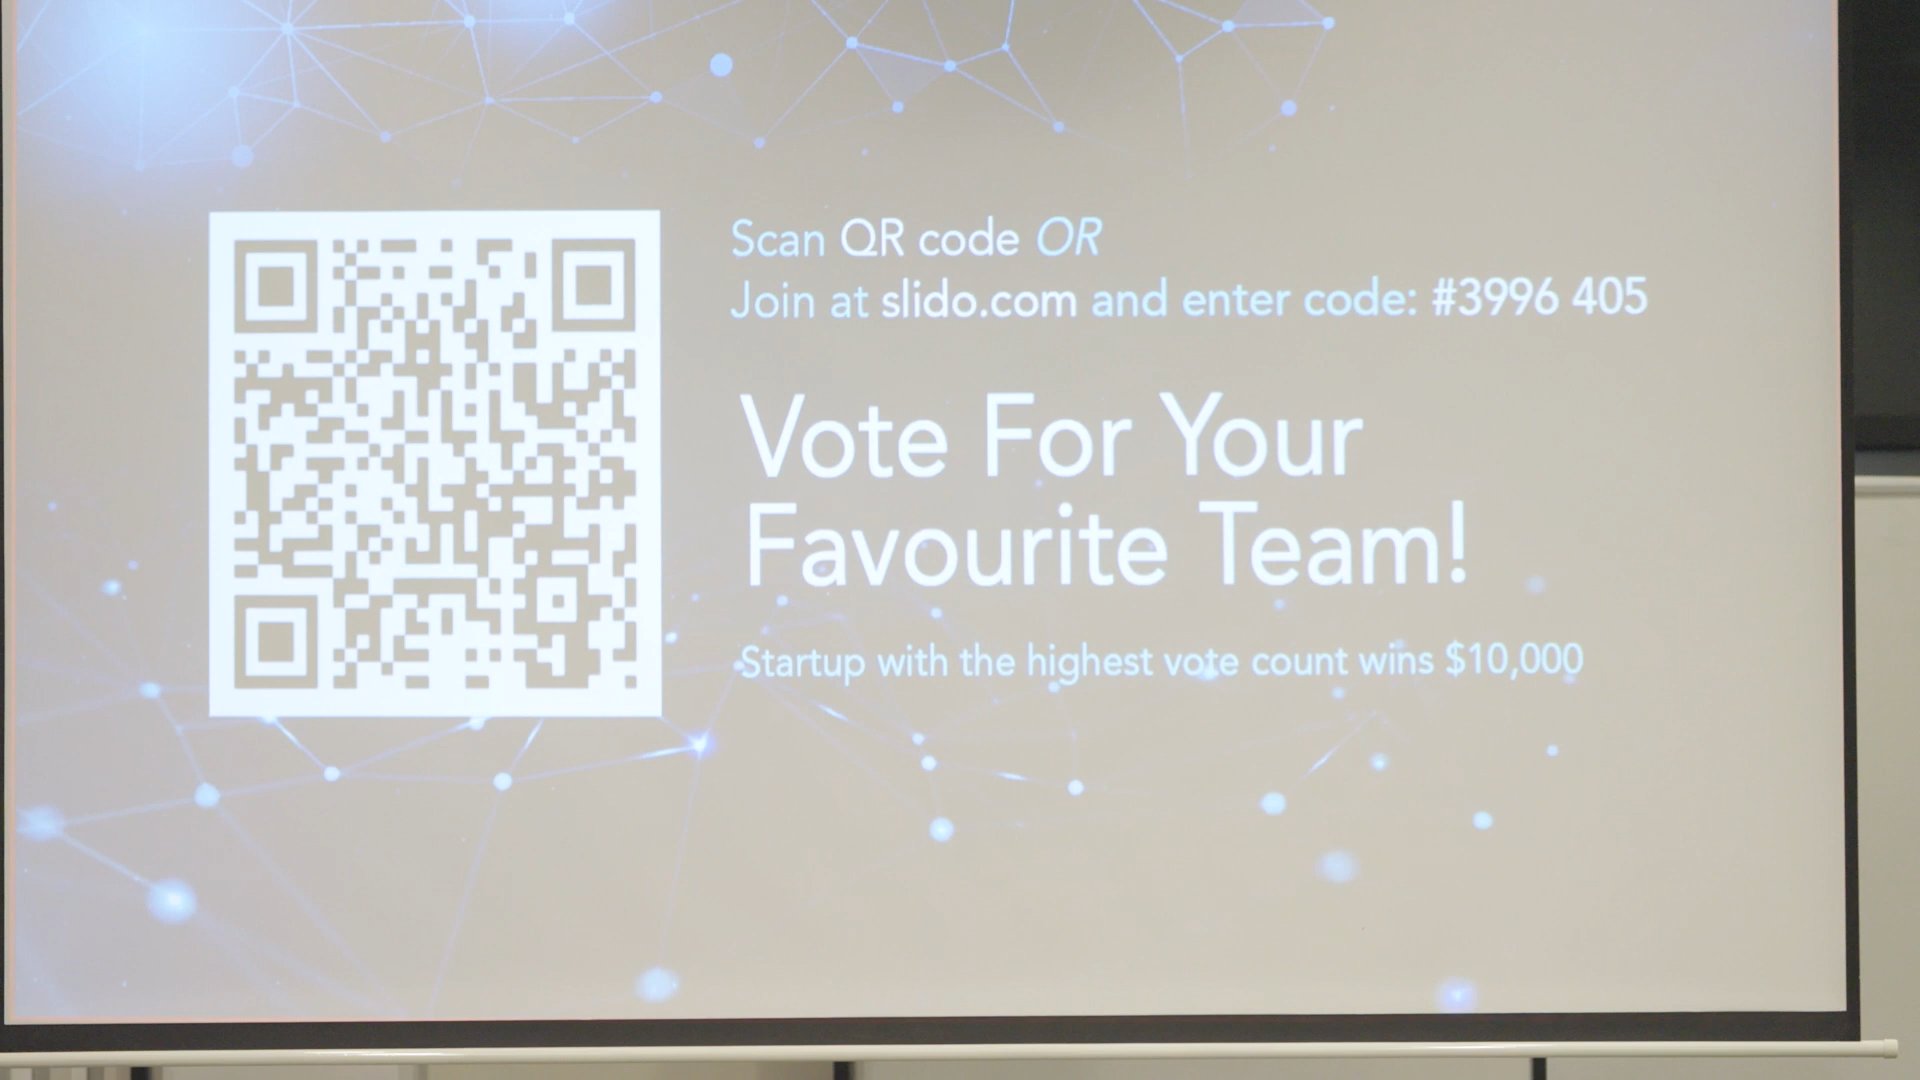 Scan QR code OR
Join at slido.com and enter code: #3996 405
Vote For Your
Favourite Team!
Startup with the highest vote count wins $10,000